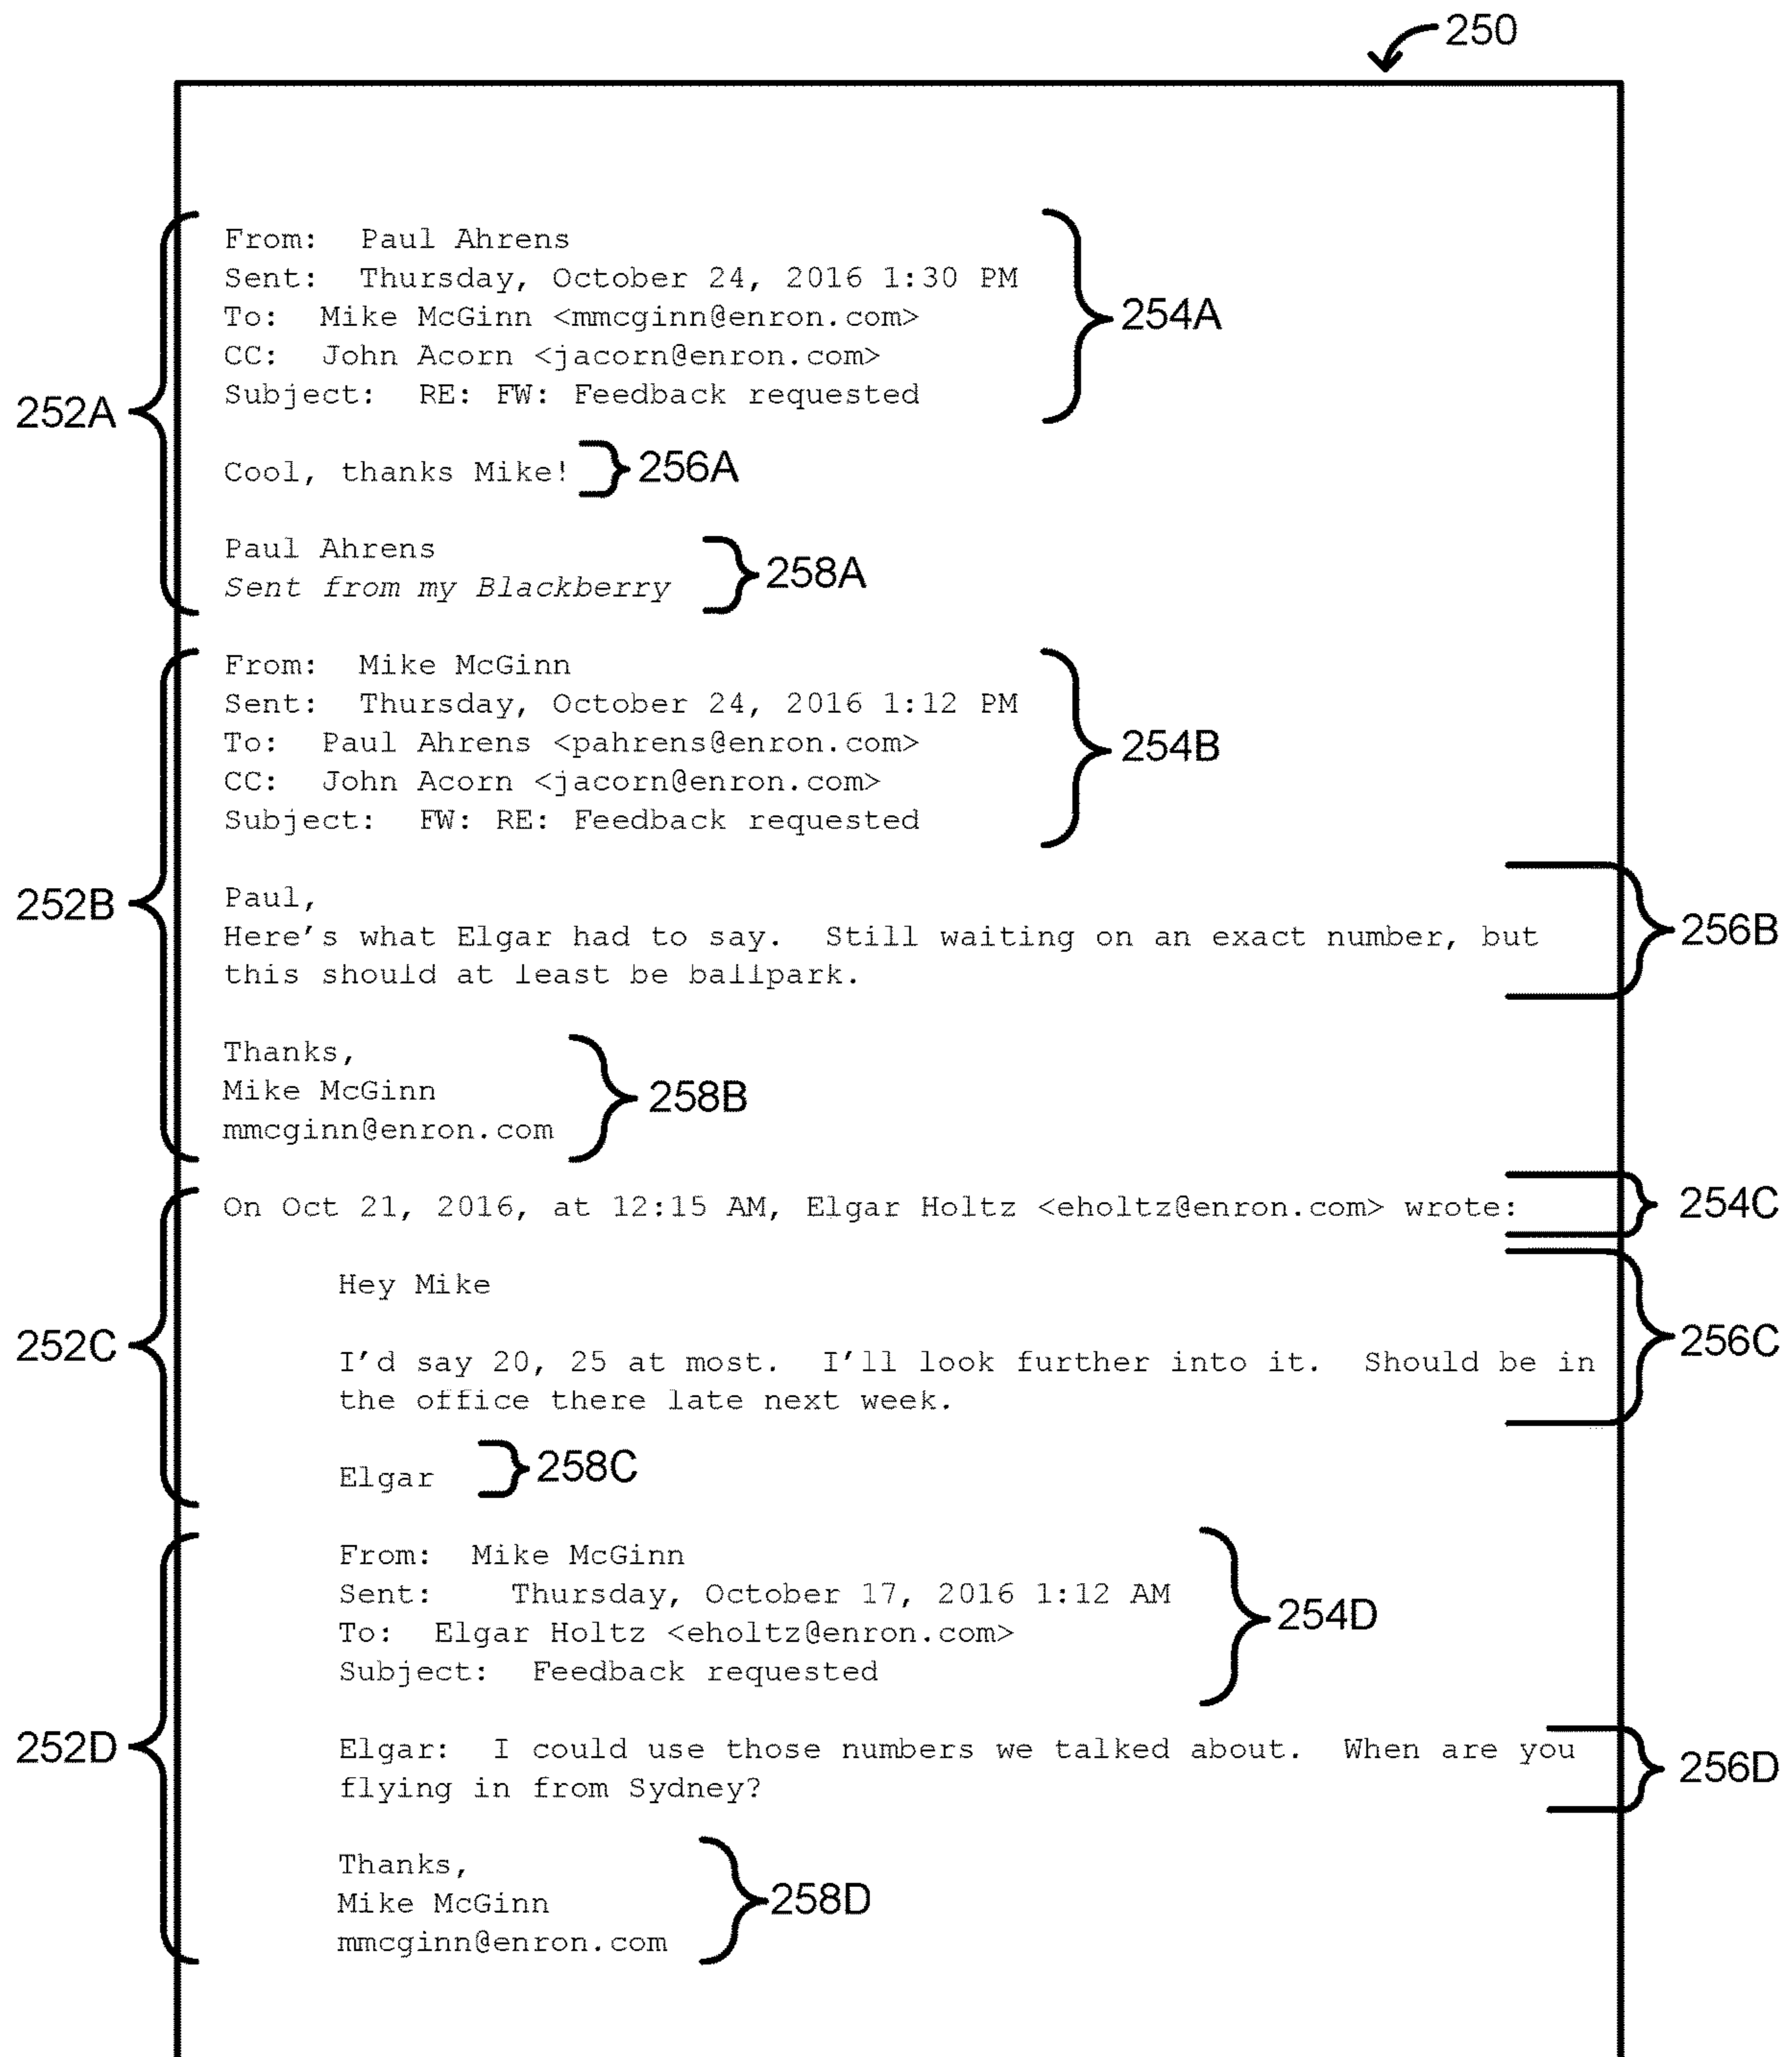 250
From: Paul Ahrens
Sent: Thursday, October 24, 2016 1:30 PM
To: Mike McGinn <mmcginn@enron.com>
CC: John Acorn <jacorn@enron.com>
Subject: RE: FW: Feedback requested
254A
252A
Cool, thanks Mike!
256A
Paul Ahrens
Sent from my Blackberry
258A
From: Mike McGinn
Sent: Thursday, October 24, 2016 1:12 PM
To: Paul Ahrens <pahrens@enron.com>
CC: John Acorn <jacorn@enron.com>
Subject: FW: RE: Feedback requested
254B
252B
Paul,
Here's what Elgar had to say. Still waiting on an exact number, but
this should at least be ballpark.
256B
Thanks,
Mike McGinn
mmcginn@enron.com
258B
On Oct 21, 2016, at 12:15 AM, Elgar Holtz <eholtz@enron.com> wrote:
254C
252C
Hey Mike
I'd say 20, 25 at most. I'll look further into it. Should be in
the office there late next week.
256C
Elgar
258C
From: Mike McGinn
Sent: Thursday, October 17, 2016 1:12 AM
To: Elgar Holtz <eholtz@enron.com>
Subject: Feedback requested
254D
252D
Elgar: I could use those numbers we talked about. When are you
flying in from Sydney?
256D
Thanks,
Mike McGinn
mmcginn@enron.com
258D